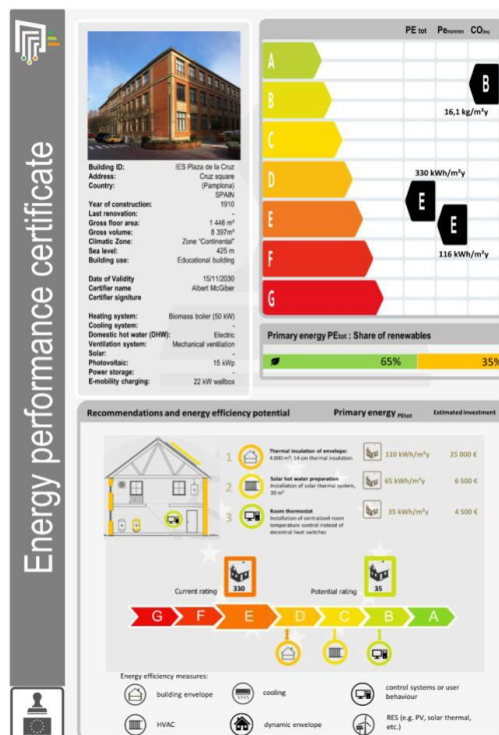 Energy performance certificate
PE tot Pe nonren CO2ec
A
B
C
D
E
F
G
B
16,1 kg/m²y
330 kWh/m²y
E
E
116 kWh/m²y
Building ID: IES Plaza de la Cruz
Address: Cruz square
Country: (Pamplona)
SPAIN
Year of construction: 1910
Last renovation: -
Gross floor area: 1 446 m²
Gross volume: 8 397m³
Climatic Zone: Zone "Continental"
Sea level: 425 m
Building use: Educational building
Date of Validity 15/11/2030
Certifier name Albert McGiber
Certifier signiture
Heating system: Biomass boiler (50 kW)
Cooling system: -
Domestic hot water (DHW): Electric
Ventilation system: Mechanical ventilation
Solar: -
Photovoltaic: 15 kWp
Power storage: -
E-mobility charging: 22 kW wallbox
Primary energy PEtot : Share of renewables
65% 35%
Recommendations and energy efficiency potential Primary energy PEtot Estimated investment
1 Thermal insulation of envelope:
4.000 m²; 14 cm thermal insulation
110 kWh/m²y 25 000 €
2 Solar hot water preparation
Installation of solar thermal system,
30 m²
65 kWh/m²y 6 500 €
3 Room thermostat
Installation of centralized room
temperature control instead of
decentral heat switches
35 kWh/m²y 4 500 €
Current rating 330 Potential rating 35
G F E D C B A
Energy efficiency measures:
building envelope
cooling
control systems or user
behaviour
HVAC
dynamic envelope
RES (e.g. PV, solar thermal,
etc.)